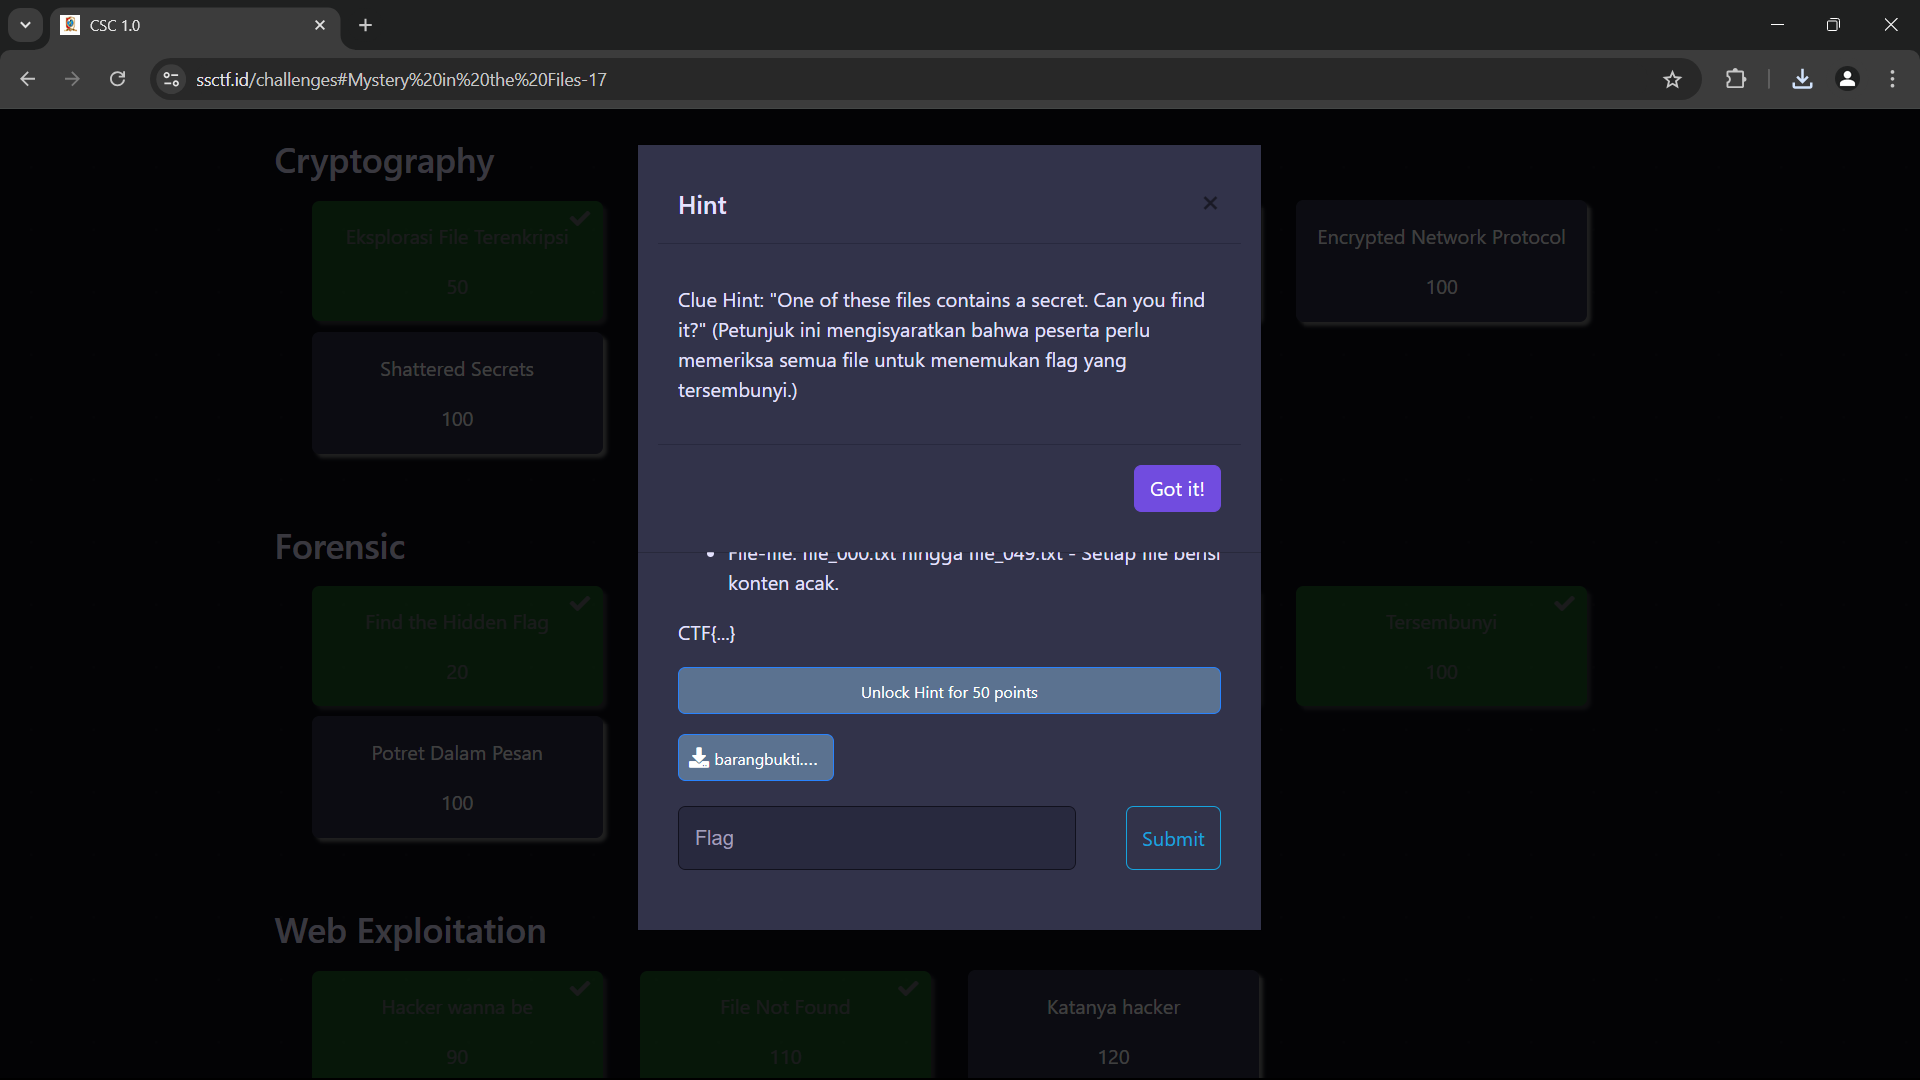 CSC 1.0
ssctf.id/challenges#Mystery%20in%20the%20Files-17
Cryptography
Eksplorasi File Terenkripsi
50
Encrypted Network Protocol
100
Shattered Secrets
100
Hint
Clue Hint: "One of these files contains a secret. Can you find
it?" (Petunjuk ini mengisyaratkan bahwa peserta perlu
memeriksa semua file untuk menemukan flag yang
tersembunyi.)
Got it!
File-file: file_000.txt hingga file_049.txt - Setiap file berisi
konten acak.
CTF{...}
Unlock Hint for 50 points
barangbukti....
Flag
Submit
Forensic
Find the Hidden Flag
20
Tersembunyi
100
Potret Dalam Pesan
100
Web Exploitation
Hacker wanna be
90
File Not Found
110
Katanya hacker
120